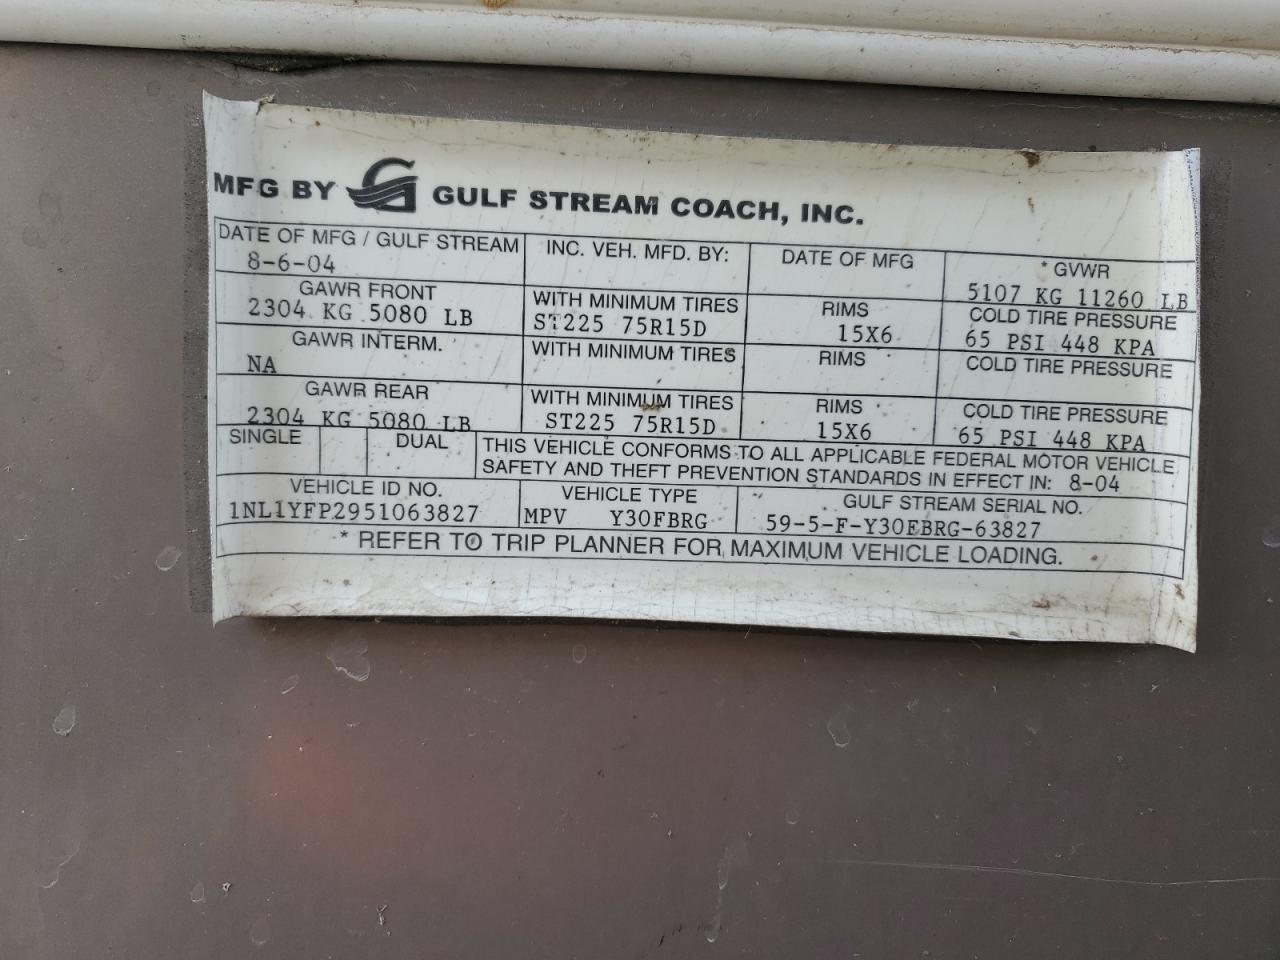 MFG BY GULF STREAM COACH, INC.
DATE OF MFG / GULF STREAM INC. VEH. MFD. BY: DATE OF MFG * GVWR
8-6-04 5107 KG 11260 LB
GAWR FRONT WITH MINIMUM TIRES RIMS COLD TIRE PRESSURE
2304 KG 5080 LB ST225 75R15D 15X6 65 PSI 448 KPA
GAWR INTERM. WITH MINIMUM TIRES RIMS COLD TIRE PRESSURE
NA
GAWR REAR WITH MINIMUM TIRES RIMS COLD TIRE PRESSURE
2304 KG 5080 LB ST225 75R15D 15X6 65 PSI 448 KPA
SINGLE DUAL THIS VEHICLE CONFORMS TO ALL APPLICABLE FEDERAL MOTOR VEHICLE
SAFETY AND THEFT PREVENTION STANDARDS IN EFFECT IN: 8-04
VEHICLE ID NO. VEHICLE TYPE GULF STREAM SERIAL NO.
1NL1YFP2951063827 MPV Y30FBRG 59-5-F-Y30FBRG-63827
* REFER TO TRIP PLANNER FOR MAXIMUM VEHICLE LOADING.